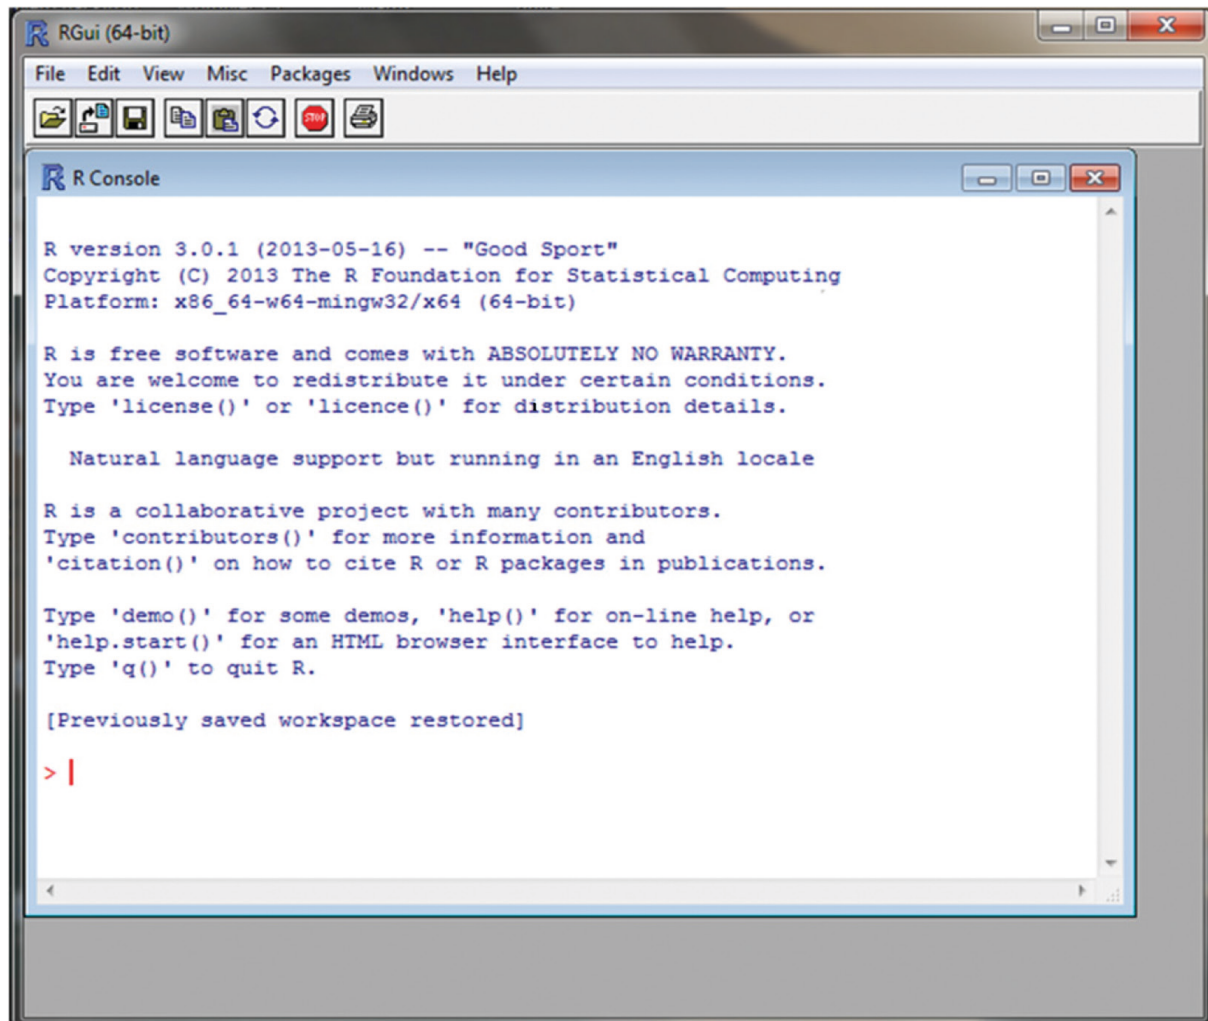 RGui (64-bit)
File Edit View Misc Packages Windows Help
STOP
R Console
R version 3.0.1 (2013-05-16) -- "Good Sport"
Copyright (C) 2013 The R Foundation for Statistical Computing
Platform: x86_64-w64-mingw32/x64 (64-bit)
R is free software and comes with ABSOLUTELY NO WARRANTY.
You are welcome to redistribute it under certain conditions.
Type 'license()' or 'licence()' for distribution details.
Natural language support but running in an English locale
R is a collaborative project with many contributors.
Type 'contributors()' for more information and
'citation()' on how to cite R or R packages in publications.
Type 'demo()' for some demos, 'help()' for on-line help, or
'help.start()' for an HTML browser interface to help.
Type 'q()' to quit R.
[Previously saved workspace restored]
>